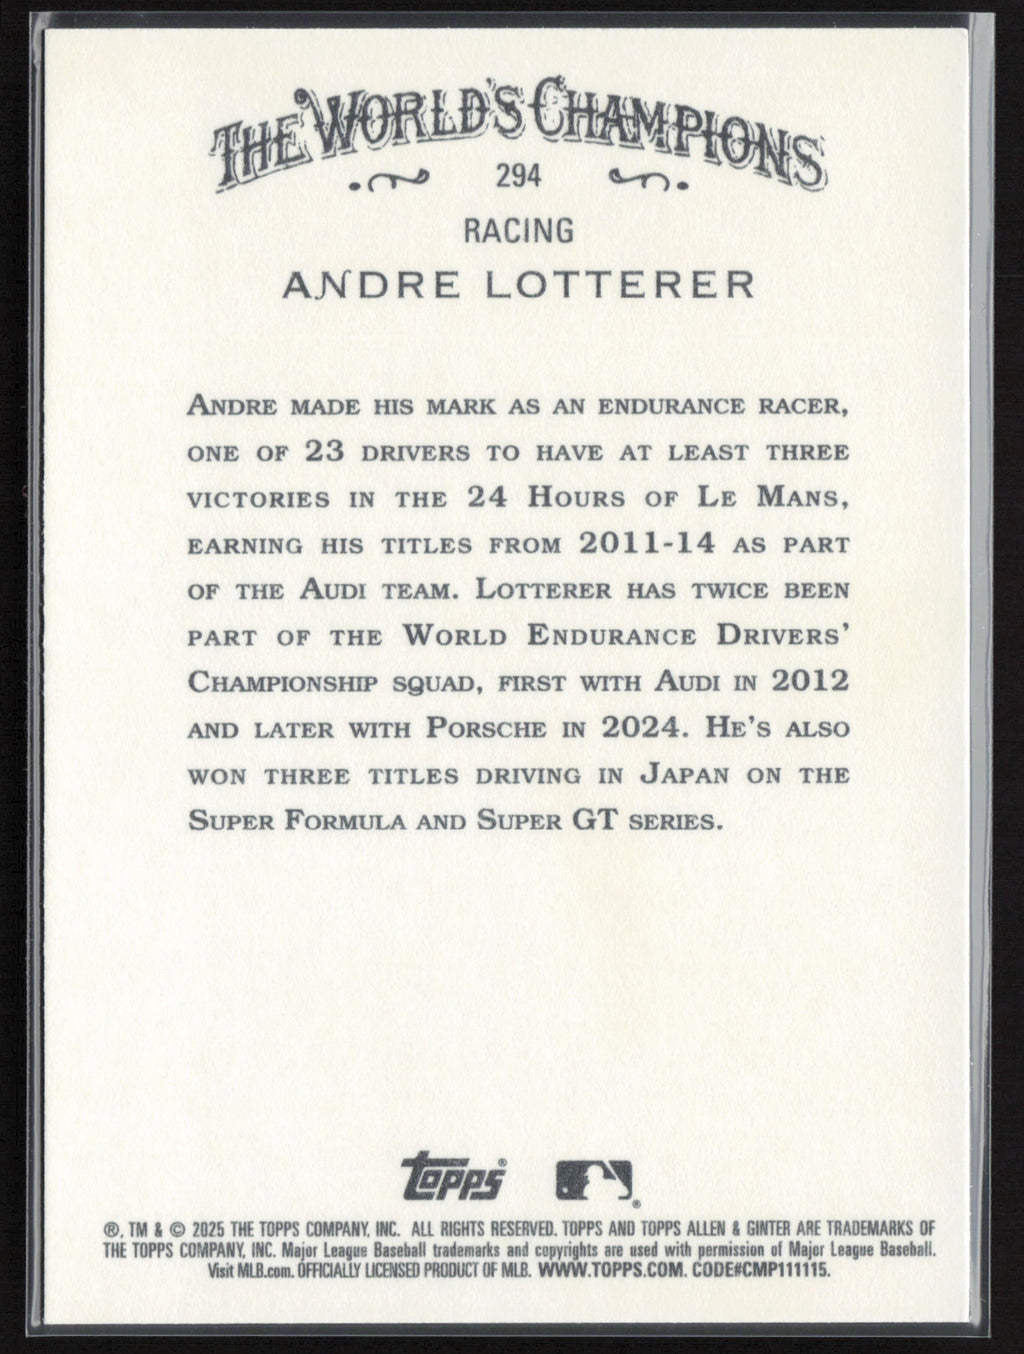 THE WORLD'S CHAMPIONS
294
RACING
ANDRE LOTTERER
ANDRE MADE HIS MARK AS AN ENDURANCE RACER,
ONE OF 23 DRIVERS TO HAVE AT LEAST THREE
VICTORIES IN THE 24 HOURS OF LE MANS,
EARNING HIS TITLES FROM 2011-14 AS PART
OF THE AUDI TEAM. LOTTERER HAS TWICE BEEN
PART OF THE WORLD ENDURANCE DRIVERS'
CHAMPIONSHIP SQUAD, FIRST WITH AUDI IN 2012
AND LATER WITH PORSCHE IN 2024. HE'S ALSO
WON THREE TITLES DRIVING IN JAPAN ON THE
SUPER FORMULA AND SUPER GT SERIES.
Topps®
®
®, TM & © 2025 THE TOPPS COMPANY, INC. ALL RIGHTS RESERVED. TOPPS AND TOPPS ALLEN & GINTER ARE TRADEMARKS OF
THE TOPPS COMPANY, INC. Major League Baseball trademarks and copyrights are used with permission of Major League Baseball.
Visit MLB.com. OFFICIALLY LICENSED PRODUCT OF MLB. WWW.TOPPS.COM. CODE#CMP111115.